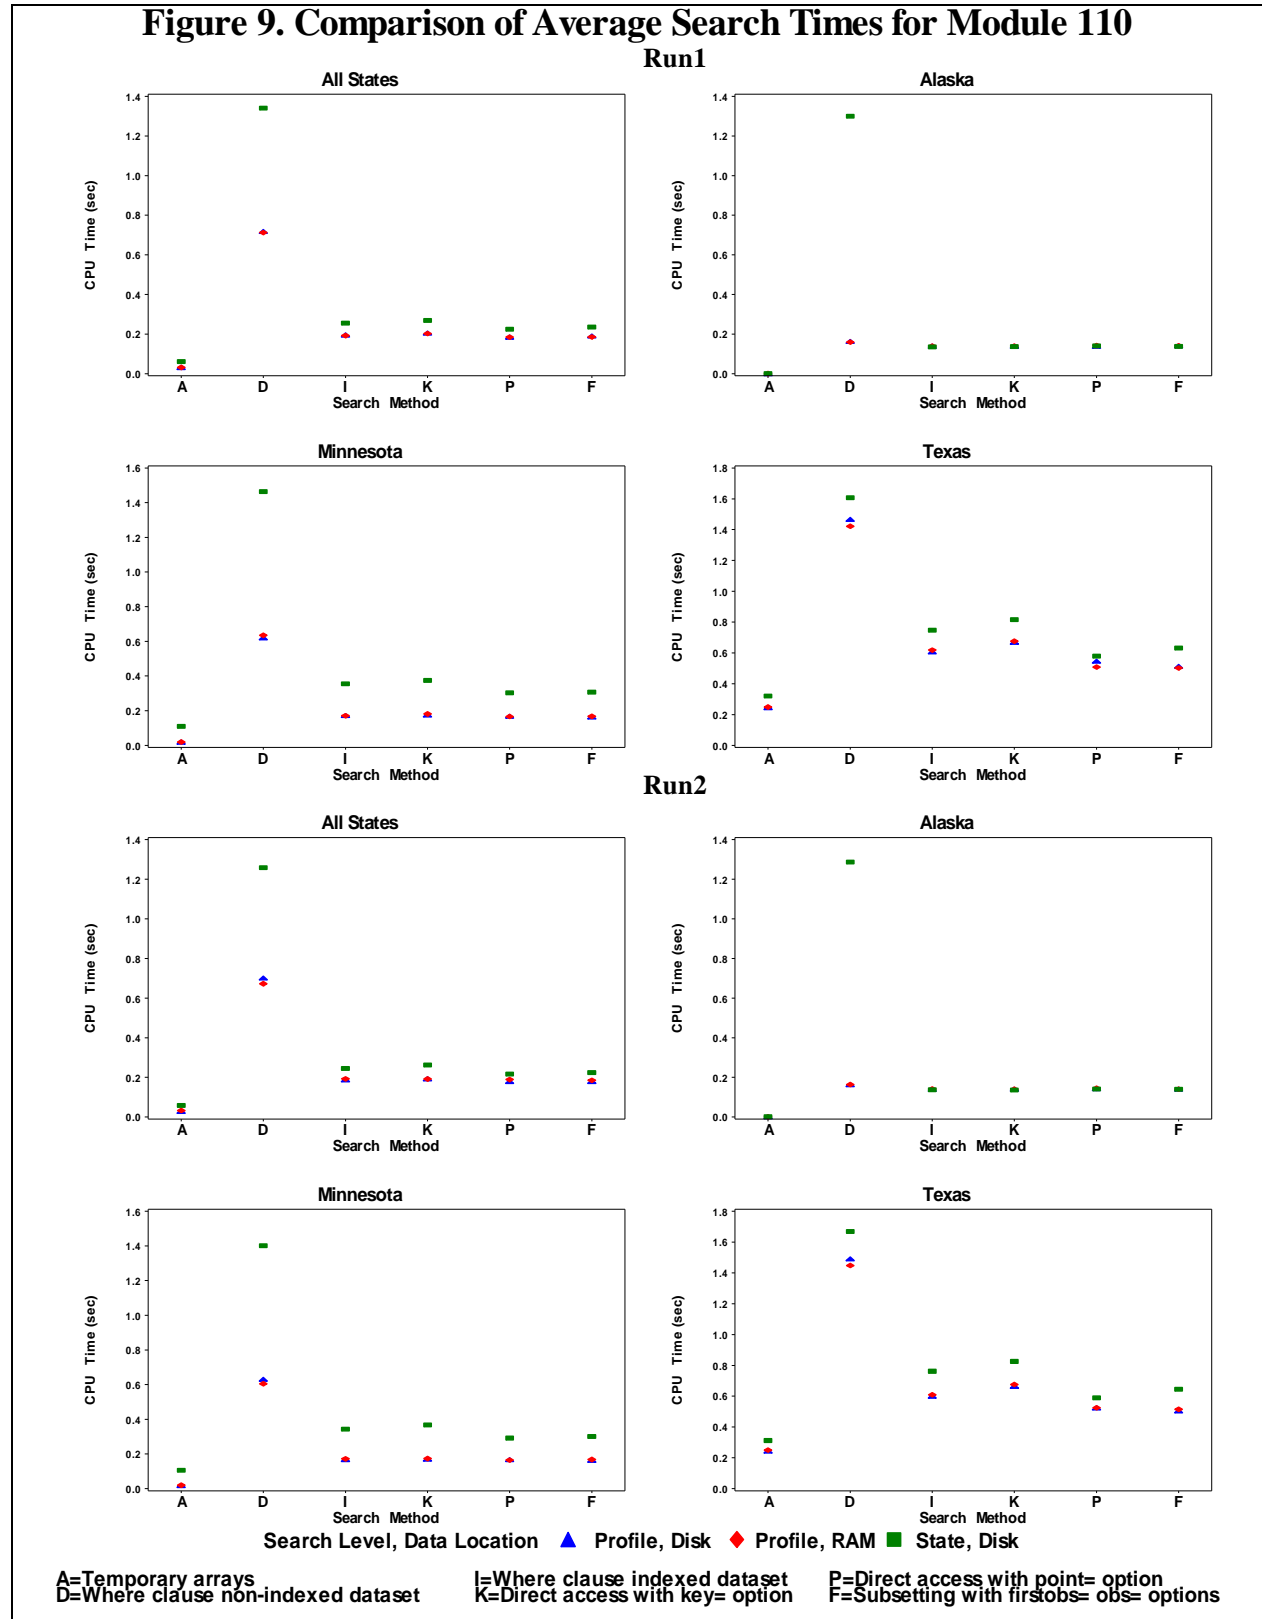 Figure 9. Comparison of Average Search Times for Module 110
Run1
All States
CPU Time (sec)
1.4
1.2
1.0
0.8
0.6
0.4
0.2
0.0
A D I K P F
Search Method
Alaska
CPU Time (sec)
1.4
1.2
1.0
0.8
0.6
0.4
0.2
0.0
A D I K P F
Search Method
Minnesota
CPU Time (sec)
1.6
1.4
1.2
1.0
0.8
0.6
0.4
0.2
0.0
A D I K P F
Search Method
Texas
CPU Time (sec)
1.8
1.6
1.4
1.2
1.0
0.8
0.6
0.4
0.2
0.0
A D I K P F
Search Method
Run2
All States
CPU Time (sec)
1.4
1.2
1.0
0.8
0.6
0.4
0.2
0.0
A D I K P F
Search Method
Alaska
CPU Time (sec)
1.4
1.2
1.0
0.8
0.6
0.4
0.2
0.0
A D I K P F
Search Method
Minnesota
CPU Time (sec)
1.6
1.4
1.2
1.0
0.8
0.6
0.4
0.2
0.0
A D I K P F
Search Method
Texas
CPU Time (sec)
1.8
1.6
1.4
1.2
1.0
0.8
0.6
0.4
0.2
0.0
A D I K P F
Search Method
Search Level, Data Location Profile, Disk Profile, RAM State, Disk
A=Temporary arrays I=Where clause indexed dataset P=Direct access with point= option
D=Where clause non-indexed dataset K=Direct access with key= option F=Subsetting with firstobs= obs= options